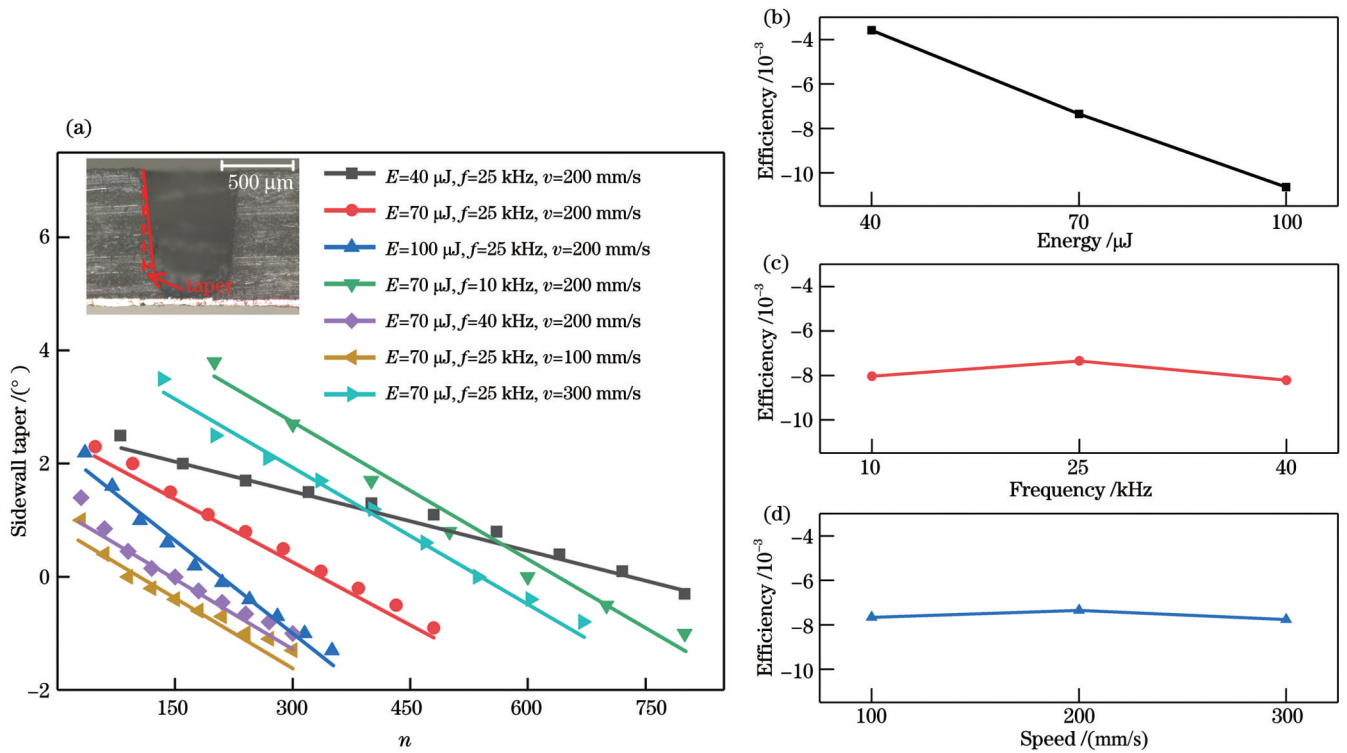 (a)
500 μm
taper
E=40 μJ, f=25 kHz, v=200 mm/s
E=70 μJ, f=25 kHz, v=200 mm/s
E=100 μJ, f=25 kHz, v=200 mm/s
E=70 μJ, f=10 kHz, v=200 mm/s
E=70 μJ, f=40 kHz, v=200 mm/s
E=70 μJ, f=25 kHz, v=100 mm/s
E=70 μJ, f=25 kHz, v=300 mm/s
Sidewall taper /(°)
6
4
2
0
−2
150
300
450
600
750
n
(b)
Efficiency /10⁻³
−4
−6
−8
−10
40
70
100
Energy /μJ
(c)
Efficiency /10⁻³
−4
−6
−8
−10
10
25
40
Frequency /kHz
(d)
Efficiency /10⁻³
−4
−6
−8
−10
100
200
300
Speed /(mm/s)